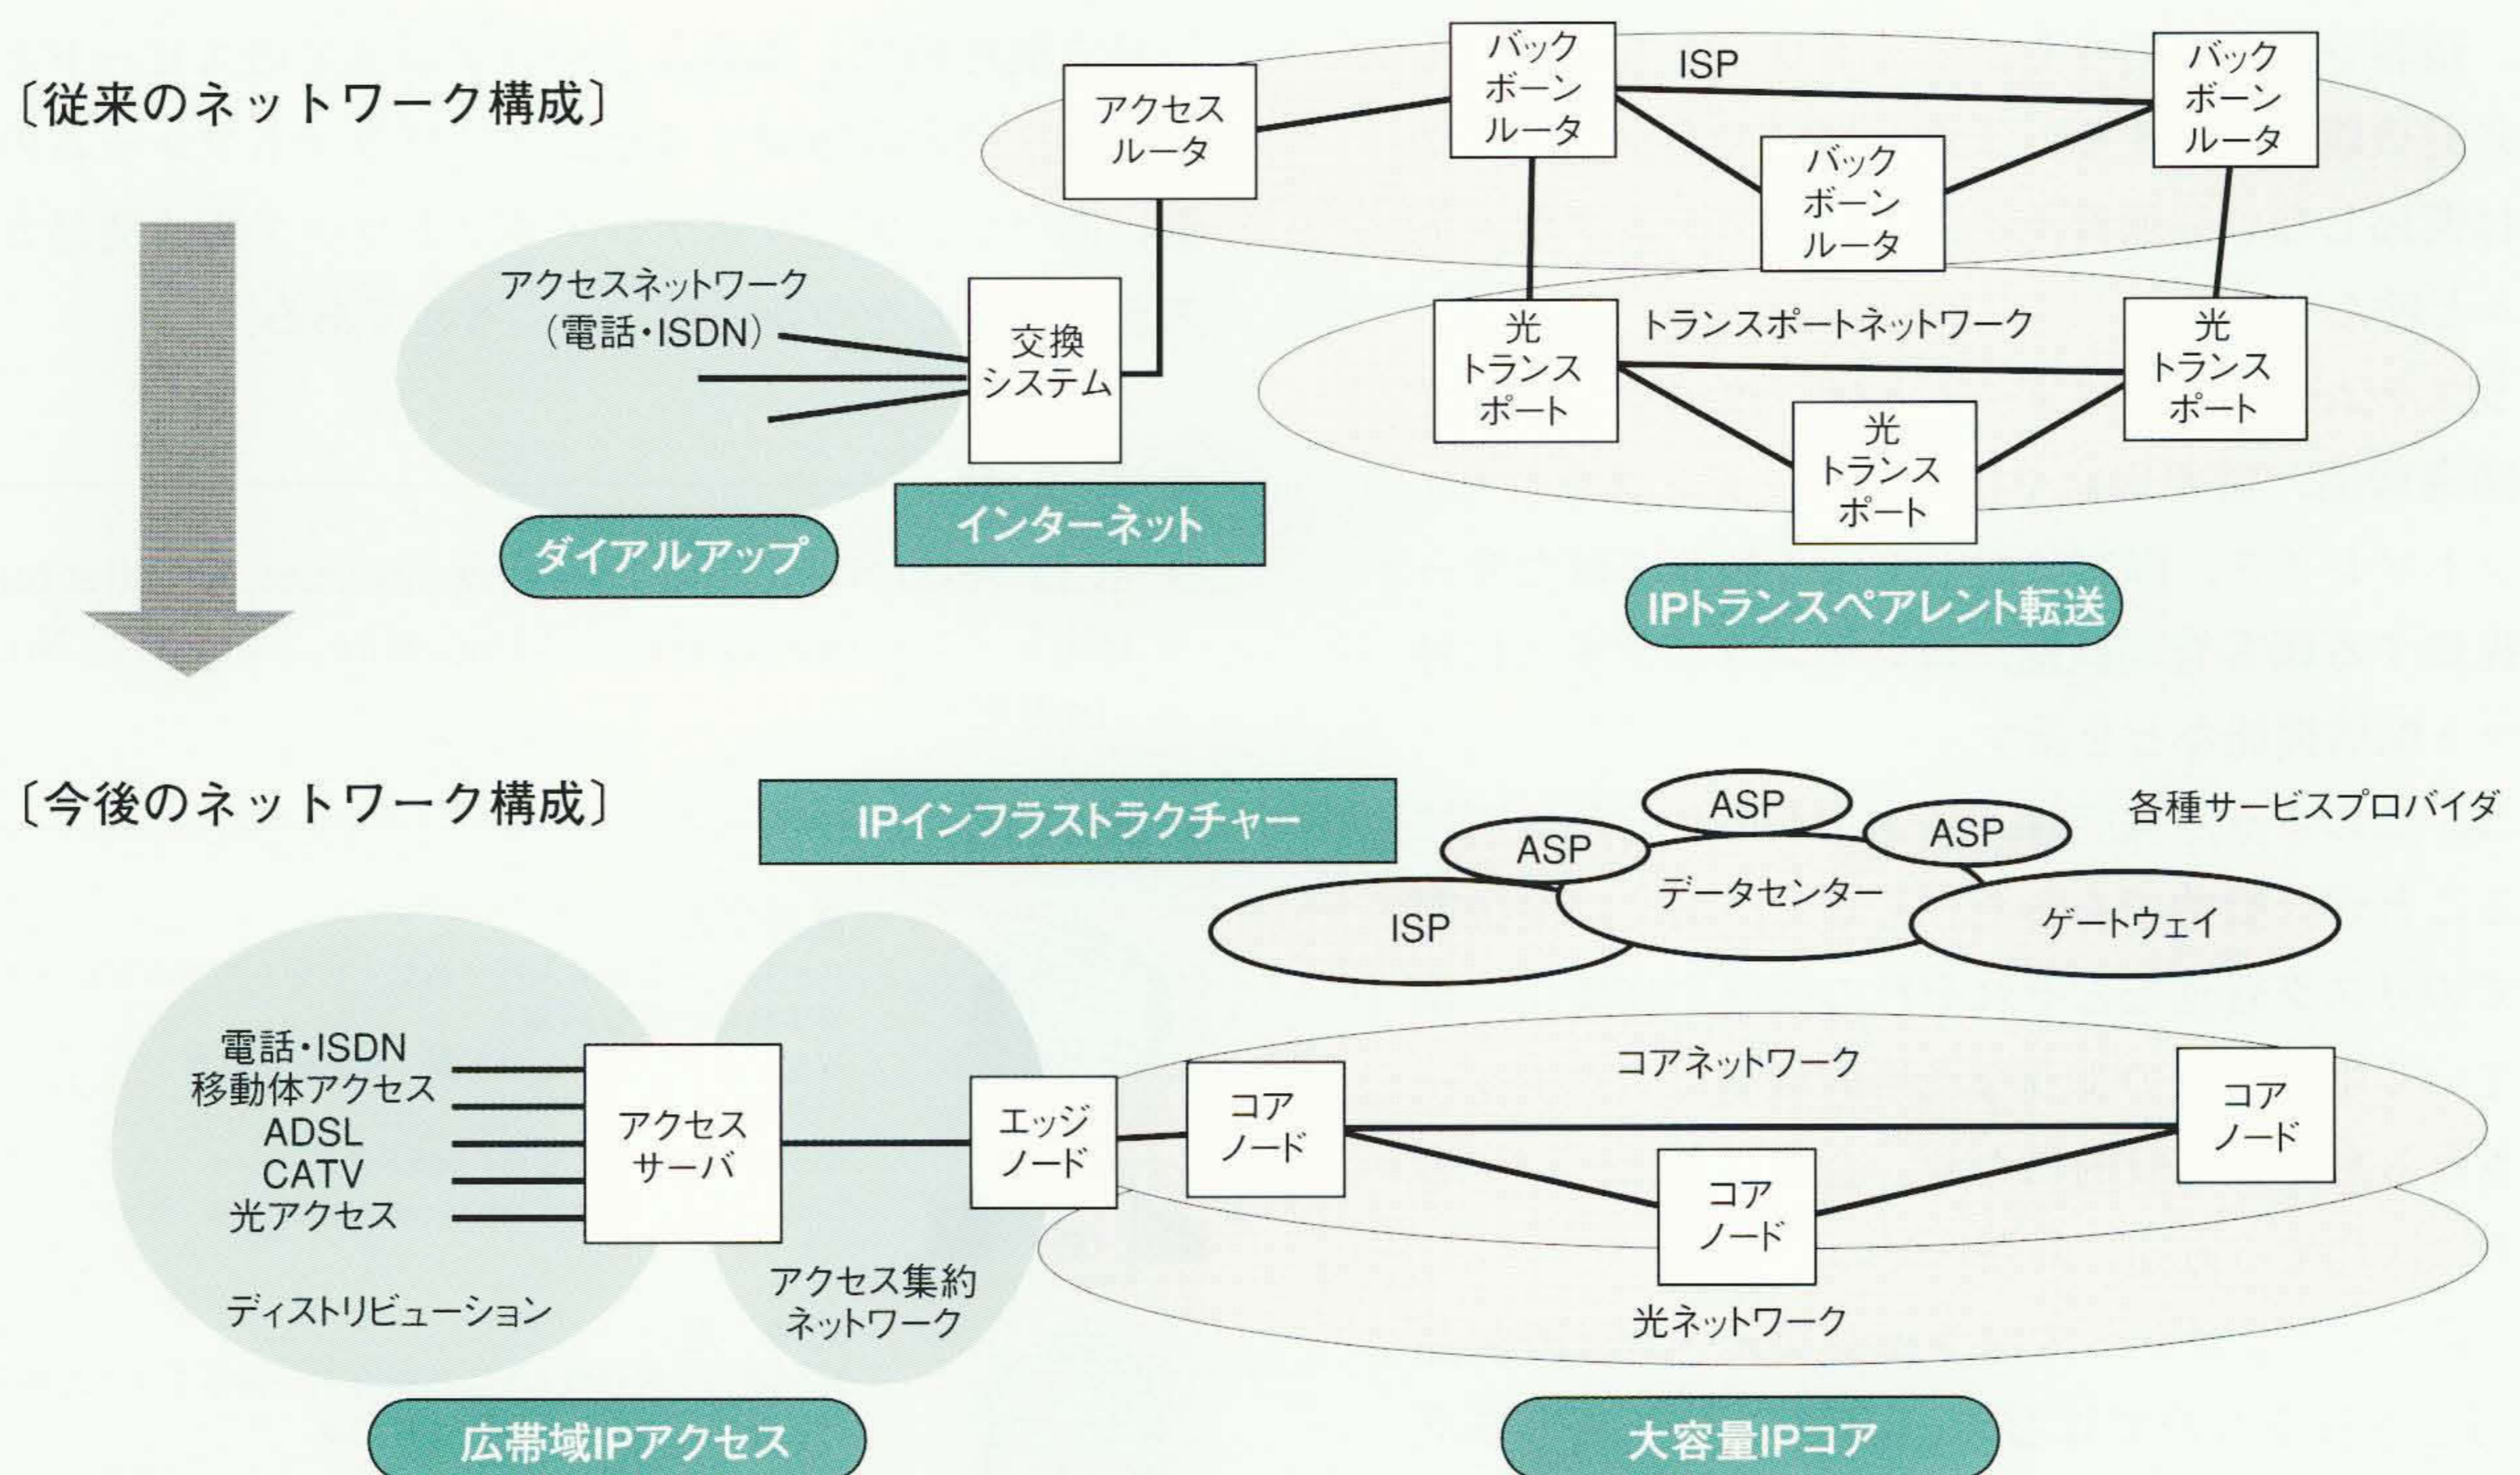 〔従来のネットワーク構成〕
アクセス
ルータ
バック
ボーン
ルータ
ISP
バック
ボーン
ルータ
バック
ボーン
ルータ
アクセスネットワーク
（電話・ISDN）
交換
システム
光
トランス
ポート
トランスポートネットワーク
光
トランス
ポート
光
トランス
ポート
ダイアルアップ
インターネット
IPトランスペアレント転送
〔今後のネットワーク構成〕
IPインフラストラクチャー
ASP
ASP
ASP
各種サービスプロバイダ
ISP
データセンター
ゲートウェイ
電話・ISDN
移動体アクセス
ADSL
CATV
光アクセス
アクセス
サーバ
エッジ
ノード
コア
ノード
コアネットワーク
コア
ノード
コア
ノード
ディストリビューション
アクセス集約
ネットワーク
光ネットワーク
広帯域IPアクセス
大容量IPコア